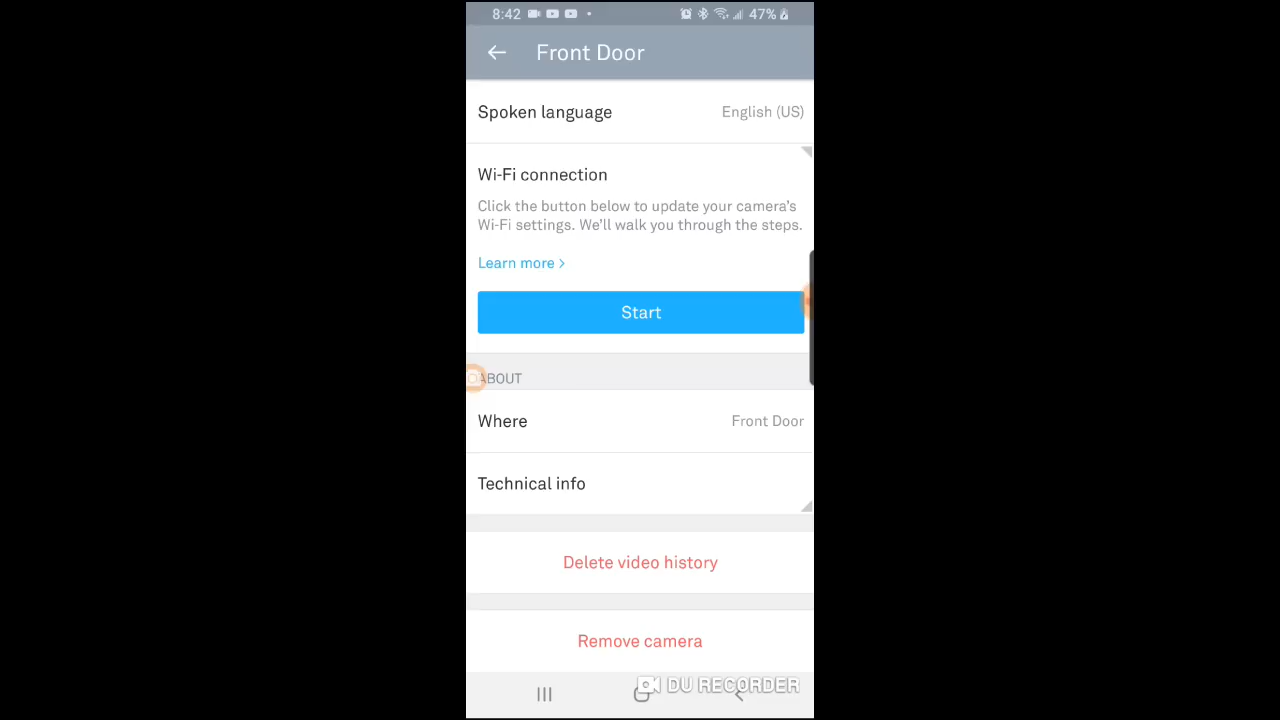 8:42
47%
Front Door
Spoken language English (US)
Wi-Fi connection
Click the button below to update your camera's
Wi-Fi settings. We'll walk you through the steps.
Learn more >
Start
ABOUT
Where Front Door
Technical info
Delete video history
Remove camera
DU RECORDER